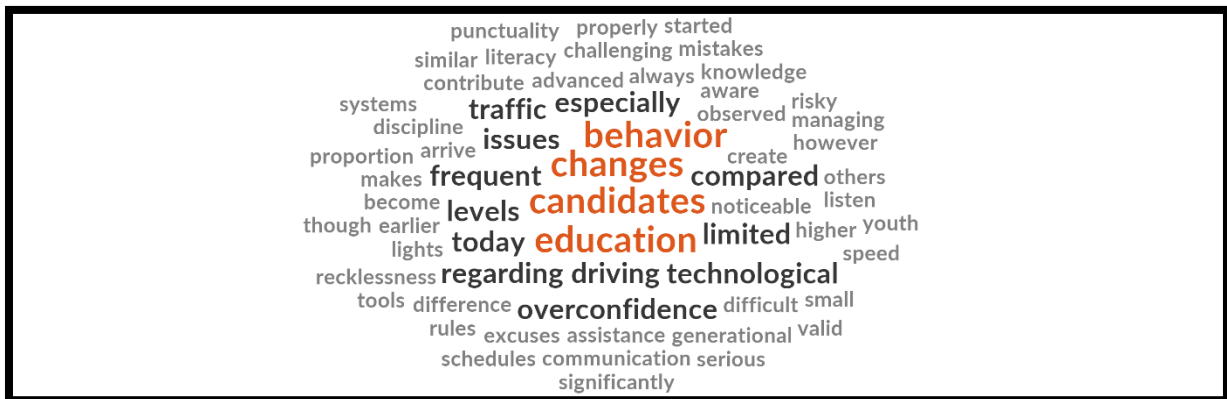 punctuality properly started
similar literacy challenging mistakes
contribute advanced always knowledge
systems traffic especially aware observed risky
discipline issues behavior managing
proportion arrive changes create however
makes frequent compared others
become levels candidates noticeable listen
though earlier today education limited higher youth
lights speed
recklessness regarding driving technological
tools difference overconfidence difficult small
rules excuses assistance generational valid
schedules communication serious
significantly